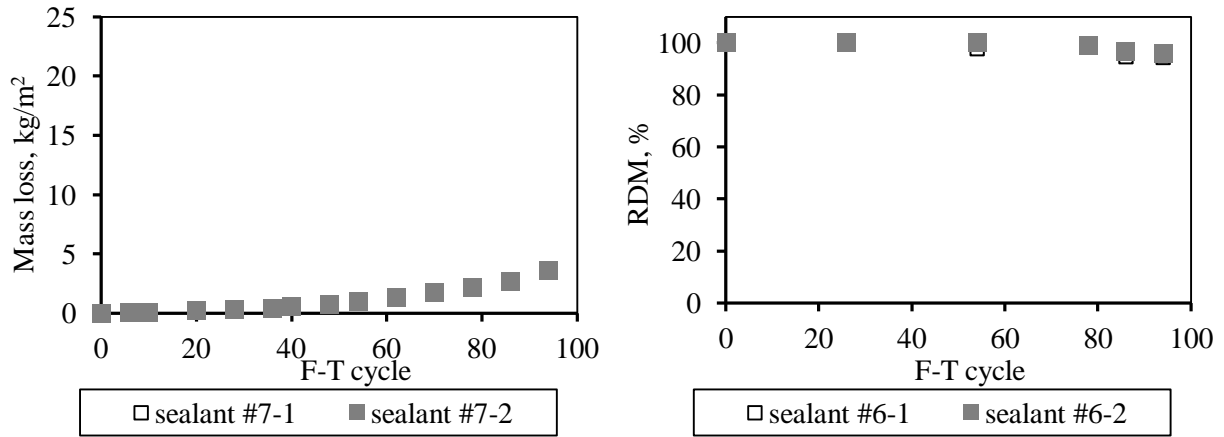 Mass loss, kg/m²
25
20
15
10
5
0
0 20 40 60 80 100
F-T cycle
□ sealant #7-1 ■ sealant #7-2
RDM, %
100
80
60
40
20
0
0 20 40 60 80 100
F-T cycle
□ sealant #6-1 ■ sealant #6-2